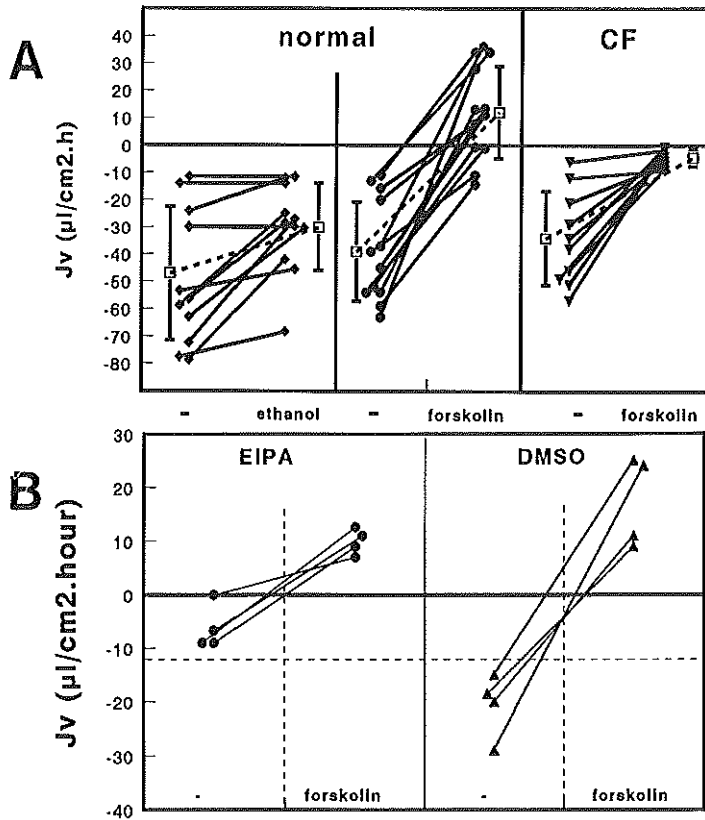 A
normal
CF
Jv (µl/cm2.h)
40
30
20
10
0
-10
-20
-30
-40
-50
-60
-70
-80
- ethanol - forskolin - forskolin
B
EIPA
DMSO
Jv (µl/cm2.hour)
30
20
10
0
-10
-20
-30
-40
- forskolin - forskolin